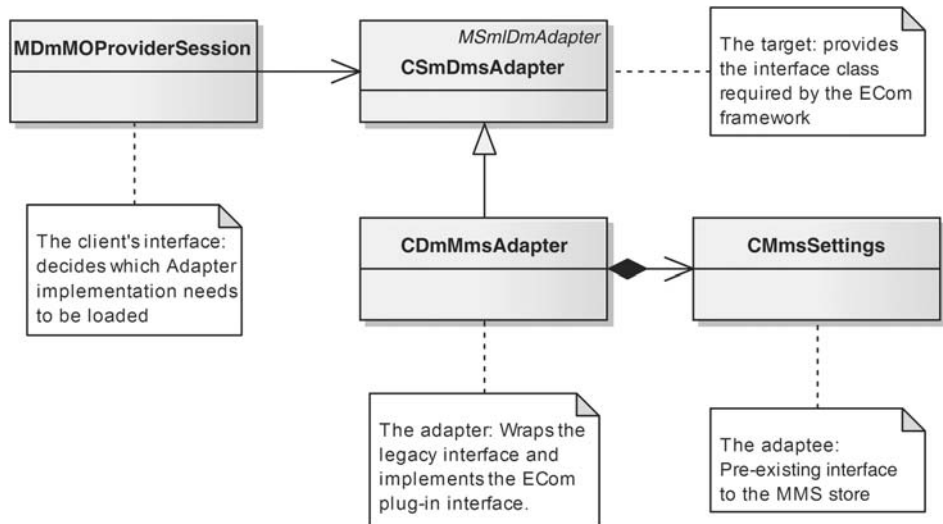 MDmMOProviderSession
MSmlDmAdapter
CSmDmsAdapter
The target: provides
the interface class
required by the ECom
framework
The client's interface:
decides which Adapter
implementation needs
to be loaded
CDmMmsAdapter
CMmsSettings
The adapter: Wraps the
legacy interface and
implements the ECom
plug-in interface.
The adaptee:
Pre-existing interface
to the MMS store